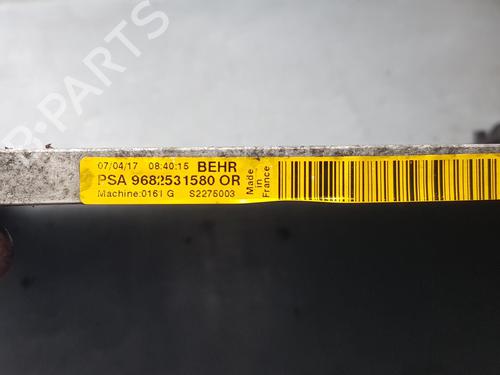 07/04/17 08:40:15 BEHR
PSA 9682531580 OR
Machine:0161 G S2275003
Made in France
B-PARTS